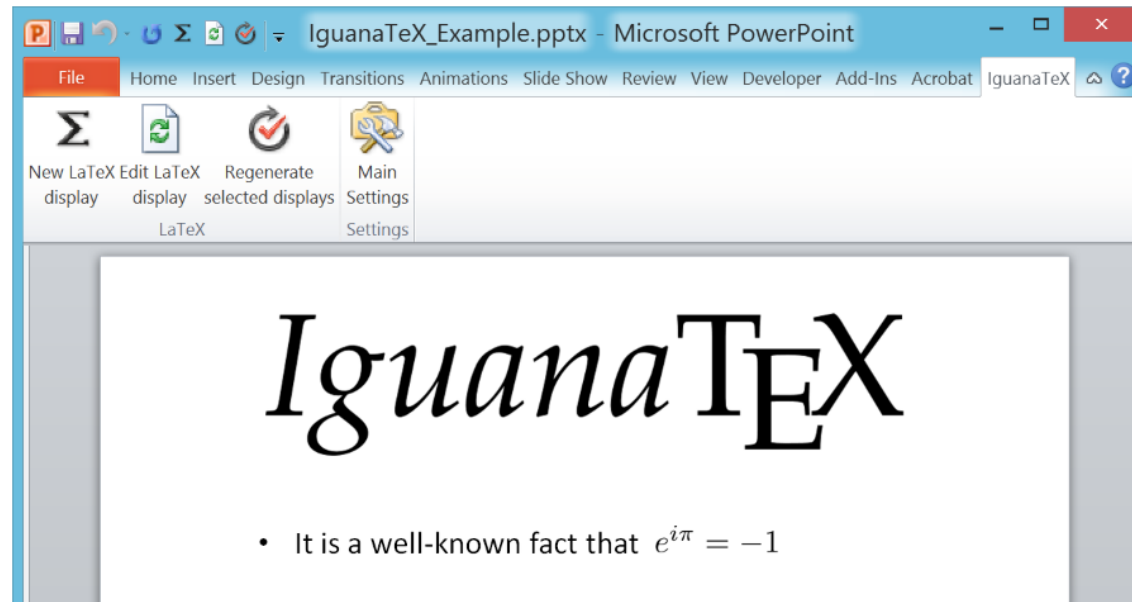 IguanaTeX_Example.pptx - Microsoft PowerPoint
File Home Insert Design Transitions Animations Slide Show Review View Developer Add-Ins Acrobat IguanaTeX
New LaTeX display
Edit LaTeX display
Regenerate selected displays
Main Settings
LaTeX
Settings
IguanaTEX
• It is a well-known fact that e^{iπ} = −1